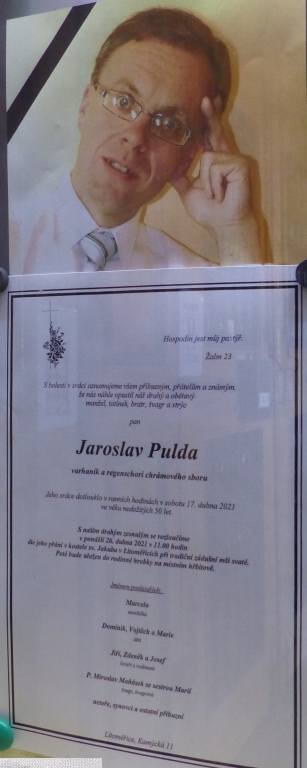 Hospodin jest můj pastýř.
Žalm 23
S bolestí v srdci oznamujeme všem příbuzným, přátelům a známým,
že nás náhle opustil náš drahý a obětavý
manžel, tatínek, bratr, švagr a strýc
pan
Jaroslav Pulda
varhaník a regenschori chrámového sboru
Jeho srdce dotlouklo v ranních hodinách v sobotu 17. dubna 2021
ve věku nedožitých 50 let.
S naším drahým zesnulým se rozloučíme
v pondělí 26. dubna 2021 v 11.00 hodin
dle jeho přání v kostele sv. Jakuba v Litoměřicích při tradiční zádušní mši svaté.
Poté bude uložen do rodinné hrobky na místním hřbitově.
Jménem pozůstalých:
Marcela
manželka
Dominik, Vojtěch a Marie
děti
Jiří, Zdeněk a Josef
bratři s rodinami
P. Miroslav Maňásek se sestrou Marií
švagr, švagrová
neteře, synovci a ostatní příbuzní
Litoměřice, Kamýcká 11